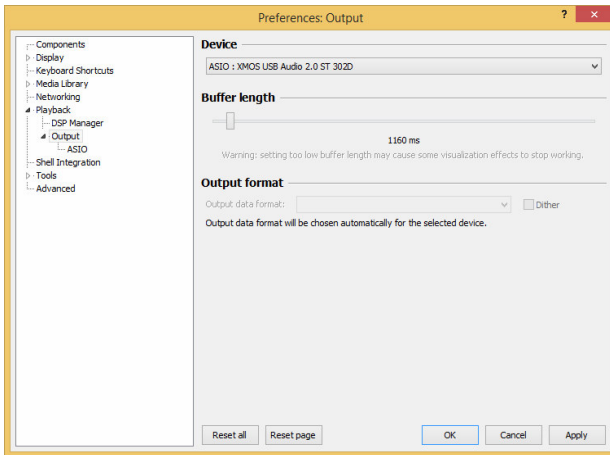 Preferences: Output
?
×
Components
Display
Keyboard Shortcuts
Media Library
Networking
Playback
DSP Manager
Output
ASIO
Shell Integration
Tools
Advanced
Device
ASIO : XMOS USB Audio 2.0 ST 302D
Buffer length
1160 ms
Warning: setting too low buffer length may cause some visualization effects to stop working.
Output format
Output data format:
Dither
Output data format will be chosen automatically for the selected device.
Reset all
Reset page
OK
Cancel
Apply